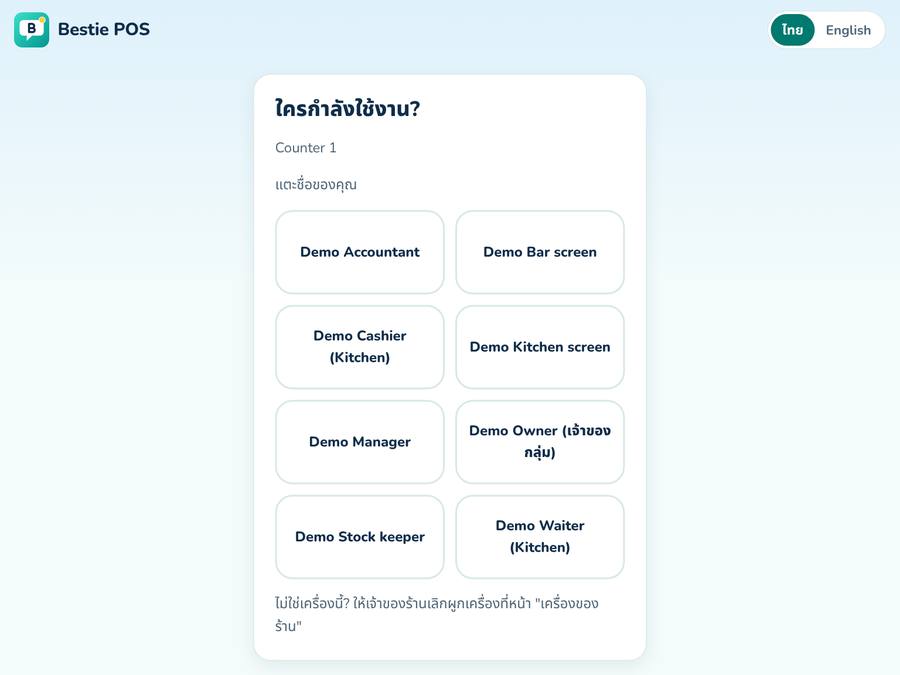 B
Bestie POS
ไทย English
ใครกำลังใช้งาน?
Counter 1
แตะชื่อของคุณ
Demo Accountant
Demo Bar screen
Demo Cashier
(Kitchen)
Demo Kitchen screen
Demo Manager
Demo Owner (เจ้าของ
กลุ่ม)
Demo Stock keeper
Demo Waiter
(Kitchen)
ไม่ใช่เครื่องนี้? ให้เจ้าของร้านเลิกผูกเครื่องที่หน้า "เครื่องของ
ร้าน"